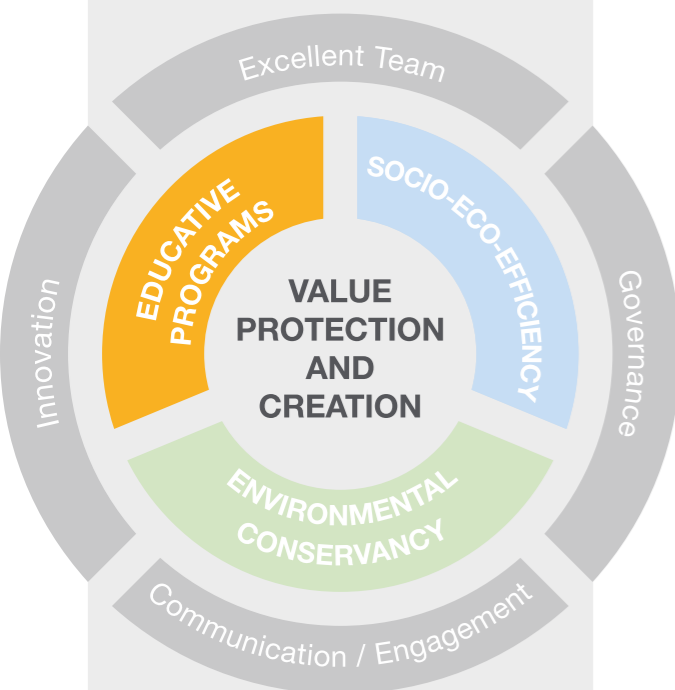 Excellent Team
EDUCATIVE
PROGRAMS
SOCIO-ECO-EFFICIENCY
Innovation
VALUE
PROTECTION
AND
CREATION
Governance
ENVIRONMENTAL
CONSERVANCY
Communication / Engagement